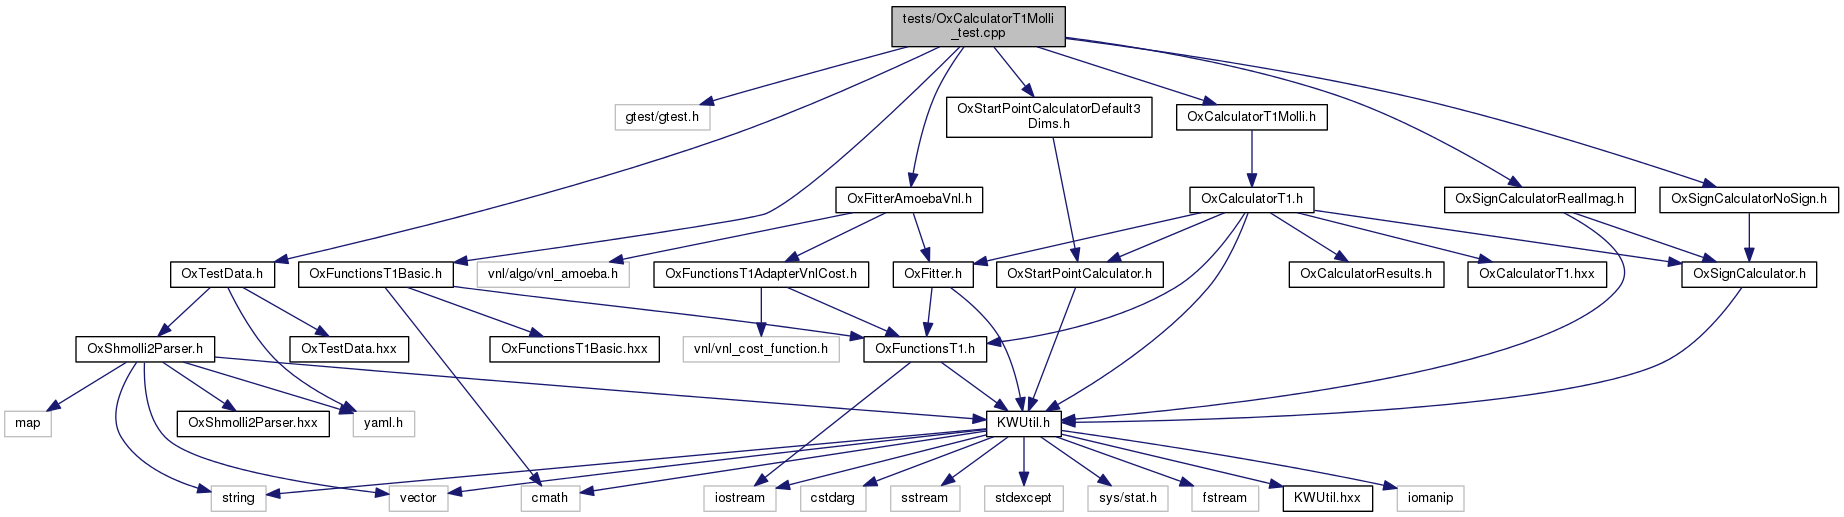 tests/OxCalculatorT1Molli
_test.cpp
gtest/gtest.h
OxStartPointCalculatorDefault3
Dims.h
OxCalculatorT1Molli.h
OxFitterAmoebaVnl.h
OxCalculatorT1.h
OxSignCalculatorRealImag.h
OxSignCalculatorNoSign.h
OxTestData.h
OxFunctionsT1Basic.h
vnl/algo/vnl_amoeba.h
OxFunctionsT1AdapterVnlCost.h
OxFitter.h
OxStartPointCalculator.h
OxCalculatorResults.h
OxCalculatorT1.hxx
OxSignCalculator.h
OxShmolli2Parser.h
OxTestData.hxx
OxFunctionsT1Basic.hxx
vnl/vnl_cost_function.h
OxFunctionsT1.h
map
OxShmolli2Parser.hxx
yaml.h
KWUtil.h
string
vector
cmath
iostream
cstdarg
sstream
stdexcept
sys/stat.h
fstream
KWUtil.hxx
iomanip